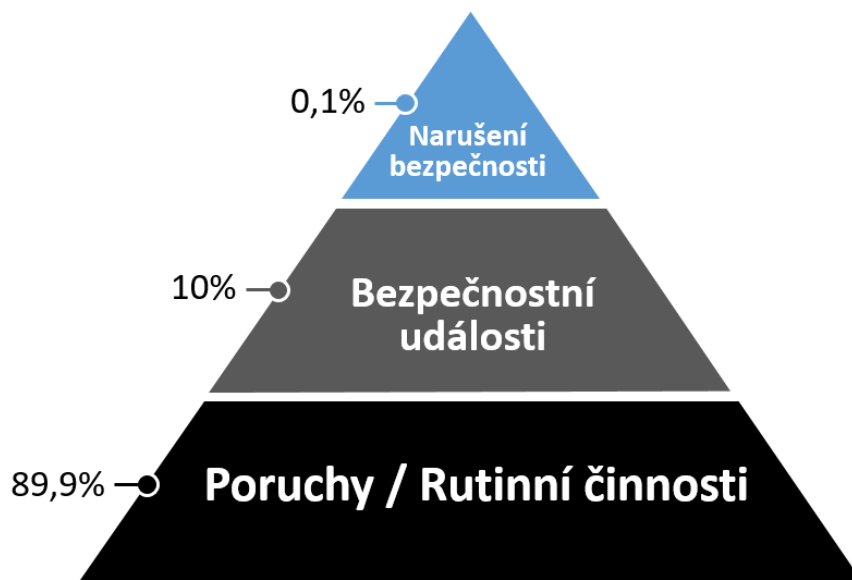 0,1%
Narušení
bezpečnosti
10%
Bezpečnostní
události
89,9%
Poruchy / Rutinní činnosti